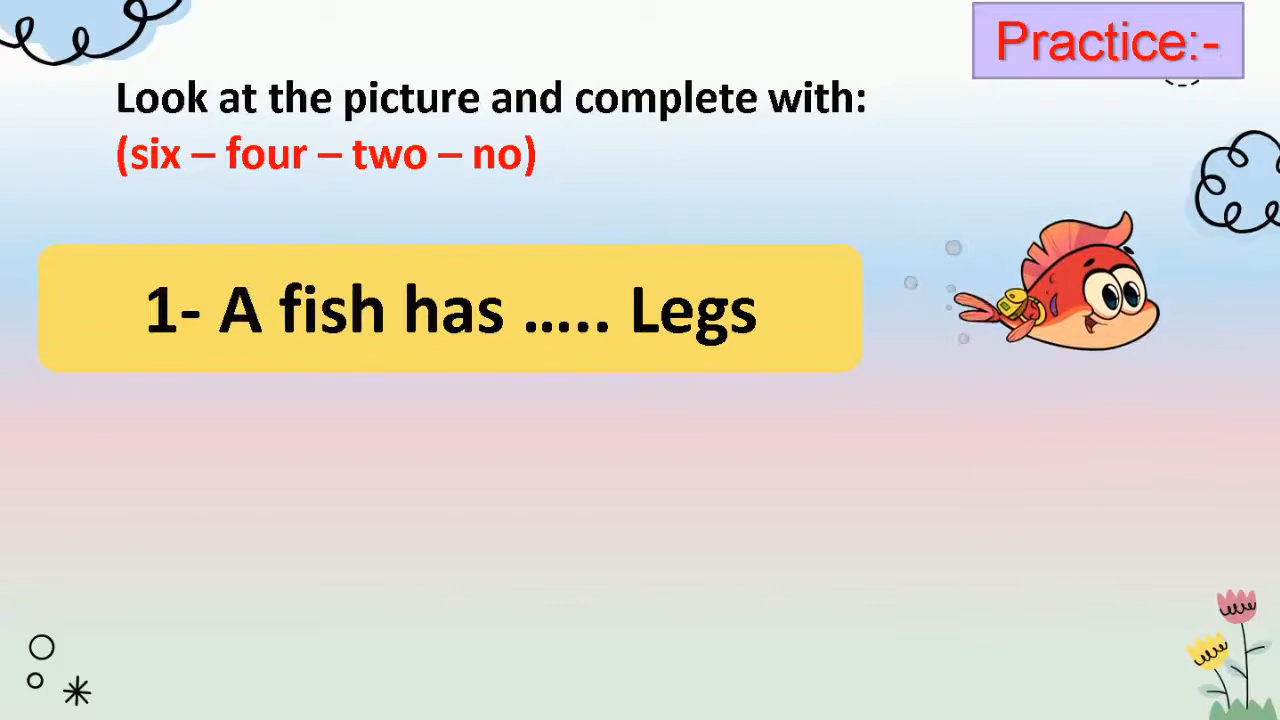 Practice:-
Look at the picture and complete with:
(six – four – two – no)
1- A fish has ..... Legs